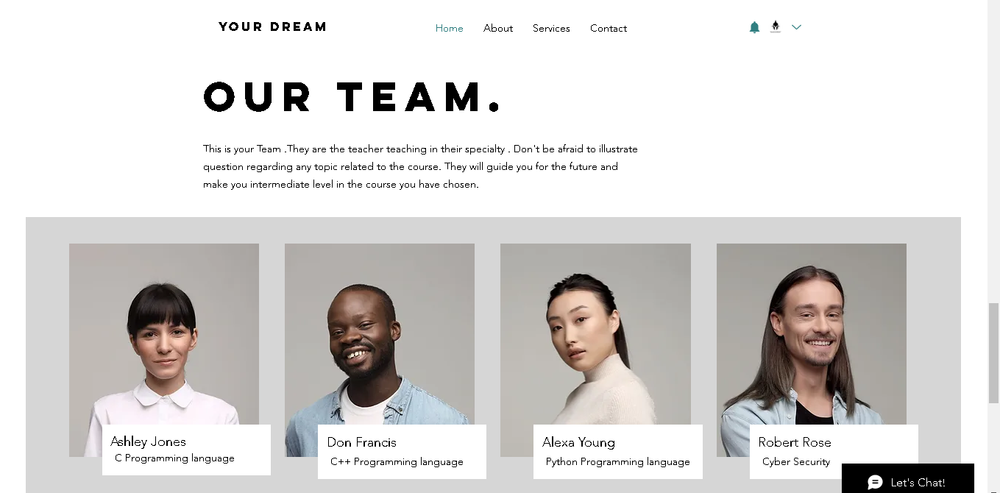 YOUR DREAM
Home About Services Contact
OUR TEAM.
This is your Team .They are the teacher teaching in their specialty . Don't be afraid to illustrate
question regarding any topic related to the course. They will guide you for the future and
make you intermediate level in the course you have chosen.
Ashley Jones
C Programming language
Don Francis
C++ Programming language
Alexa Young
Python Programming language
Robert Rose
Cyber Security
Let's Chat!